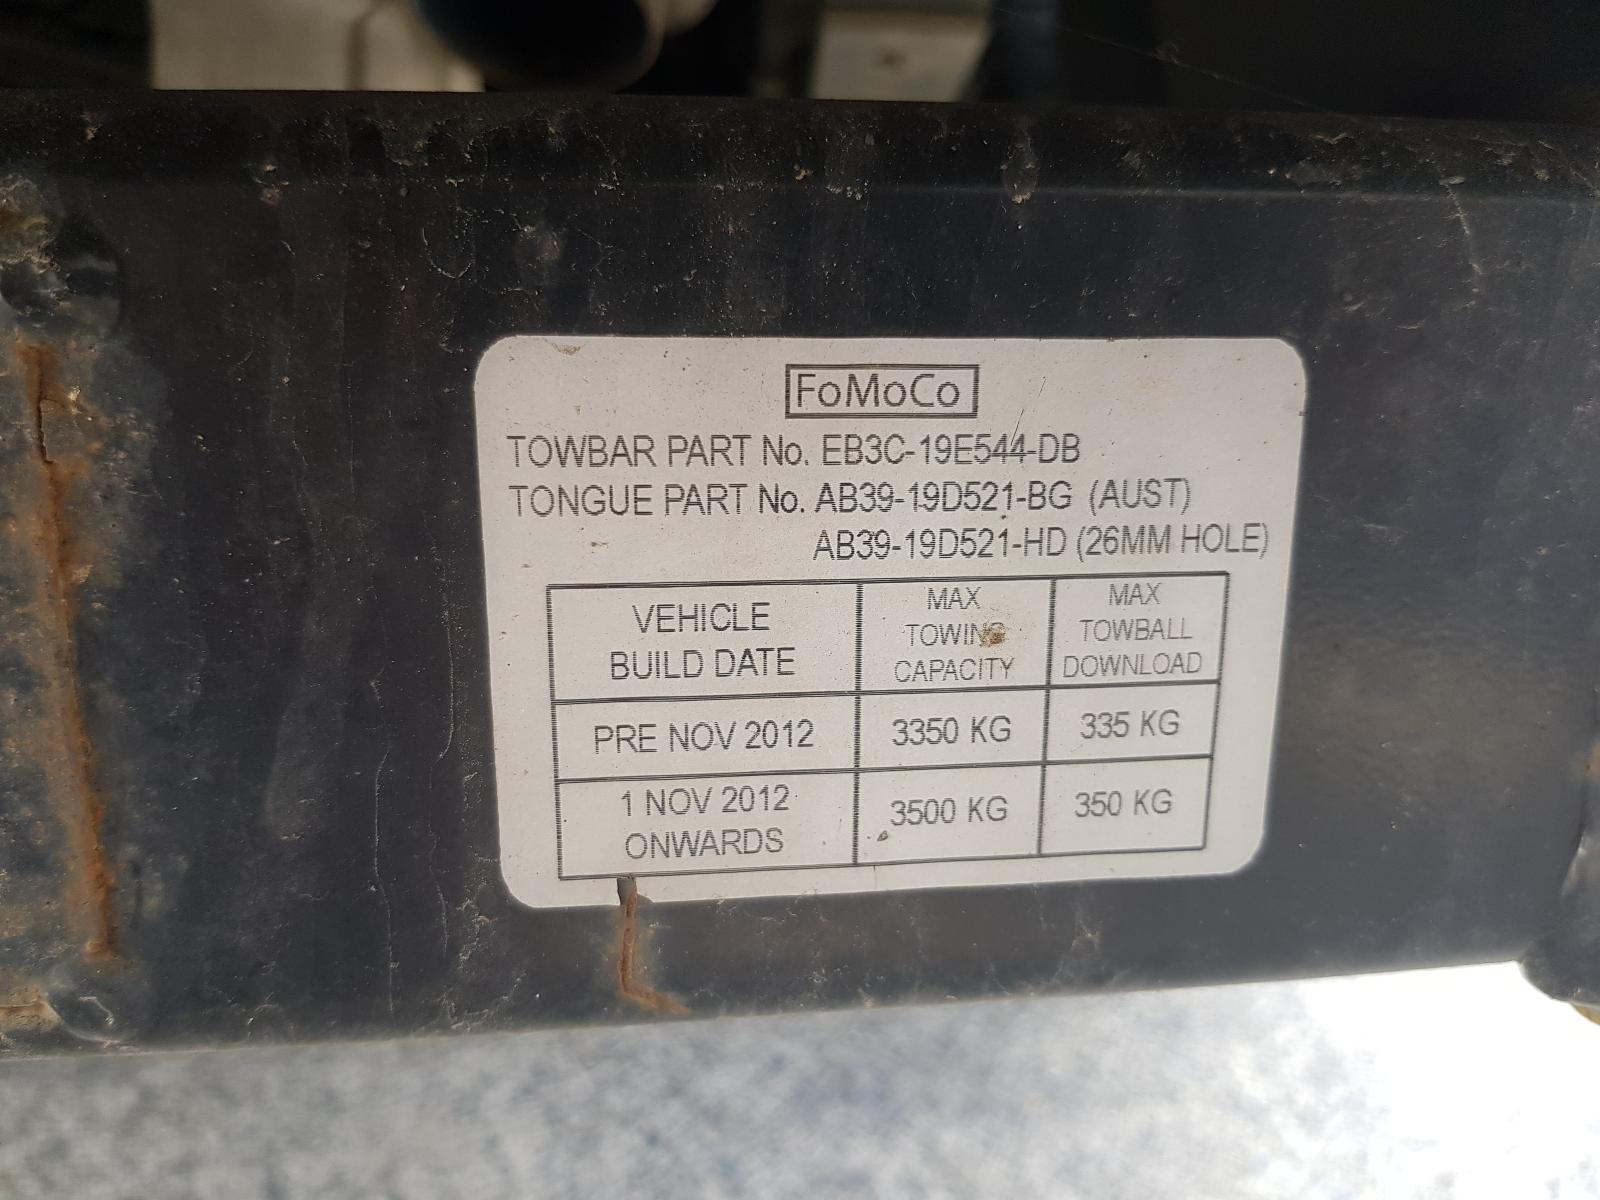 FoMoCo
TOWBAR PART No. EB3C-19E544-DB
TONGUE PART No. AB39-19D521-BG (AUST)
AB39-19D521-HD (26MM HOLE)
VEHICLE
BUILD DATE
MAX
TOWING
CAPACITY
MAX
TOWBALL
DOWNLOAD
PRE NOV 2012
3350 KG
335 KG
1 NOV 2012
ONWARDS
3500 KG
350 KG